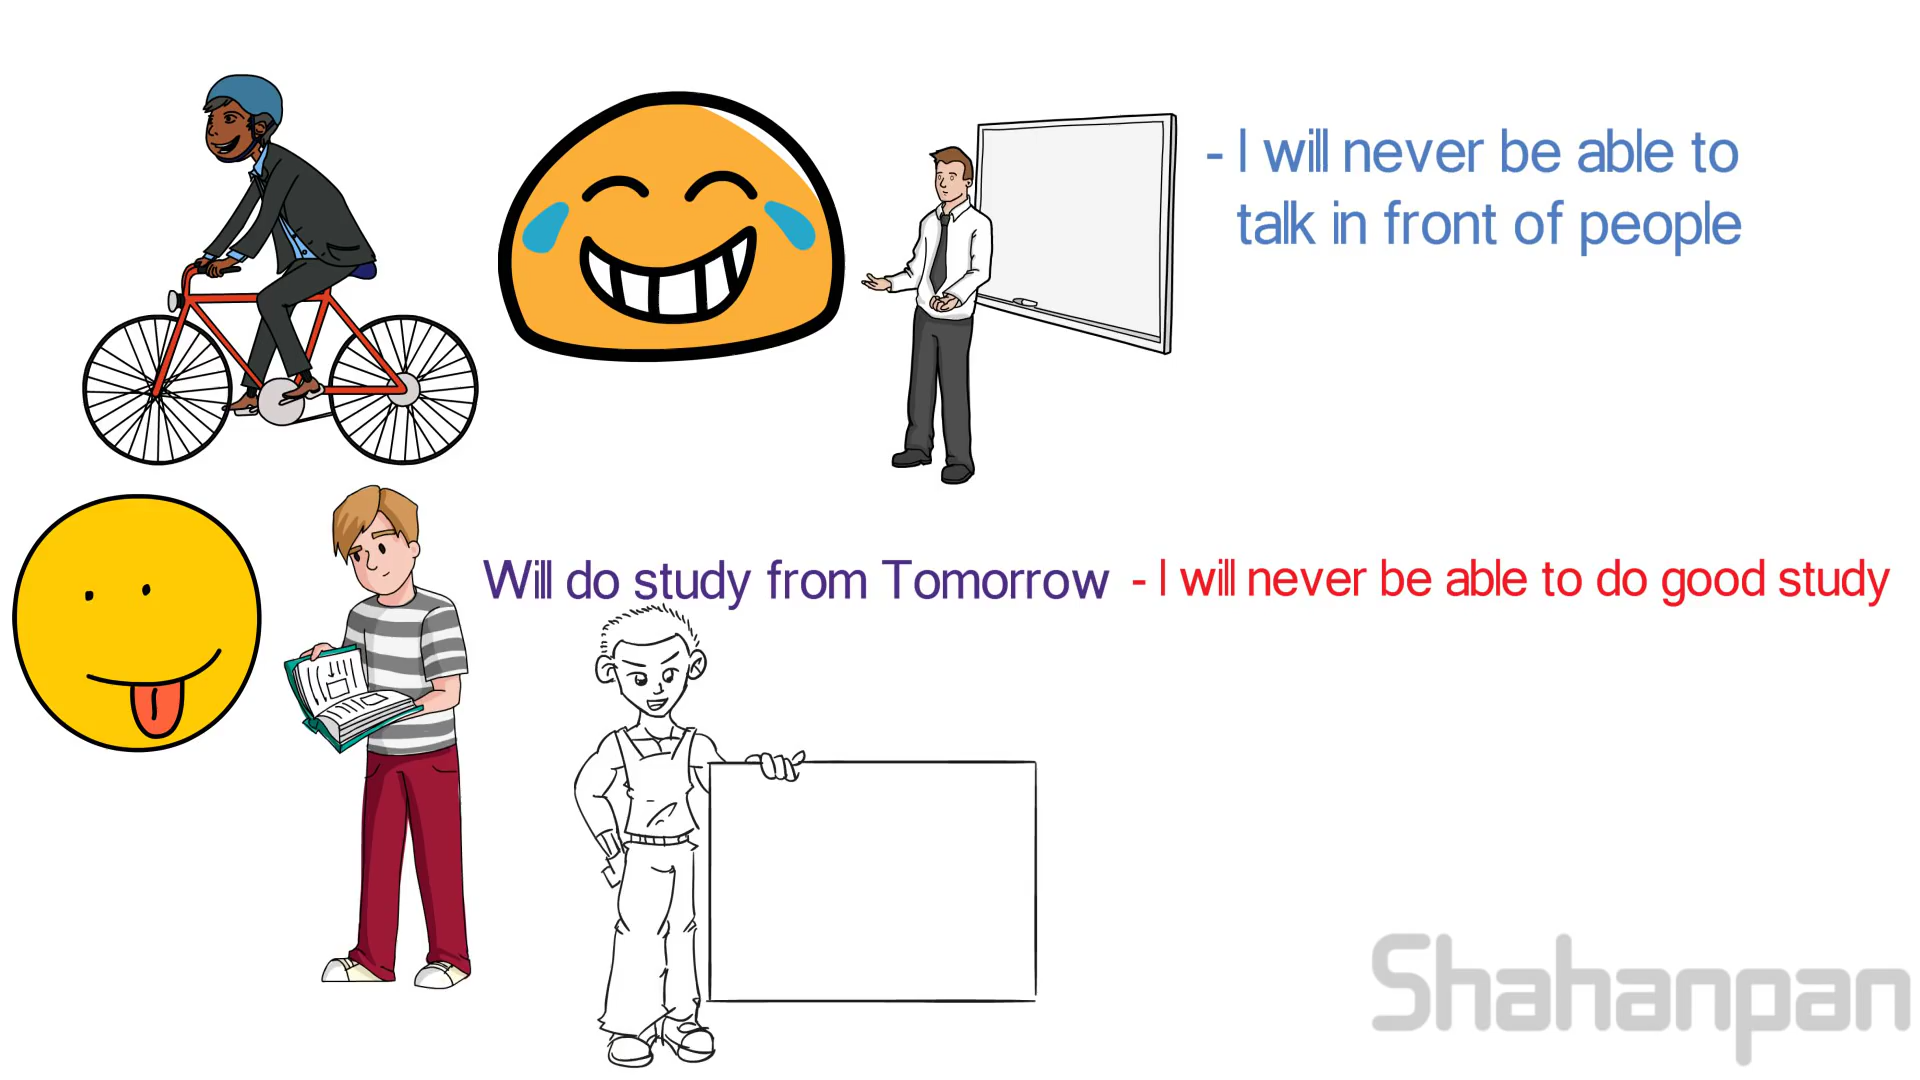 - I will never be able to
talk in front of people
Will do study from Tomorrow - I will never be able to do good study
Shahanpan